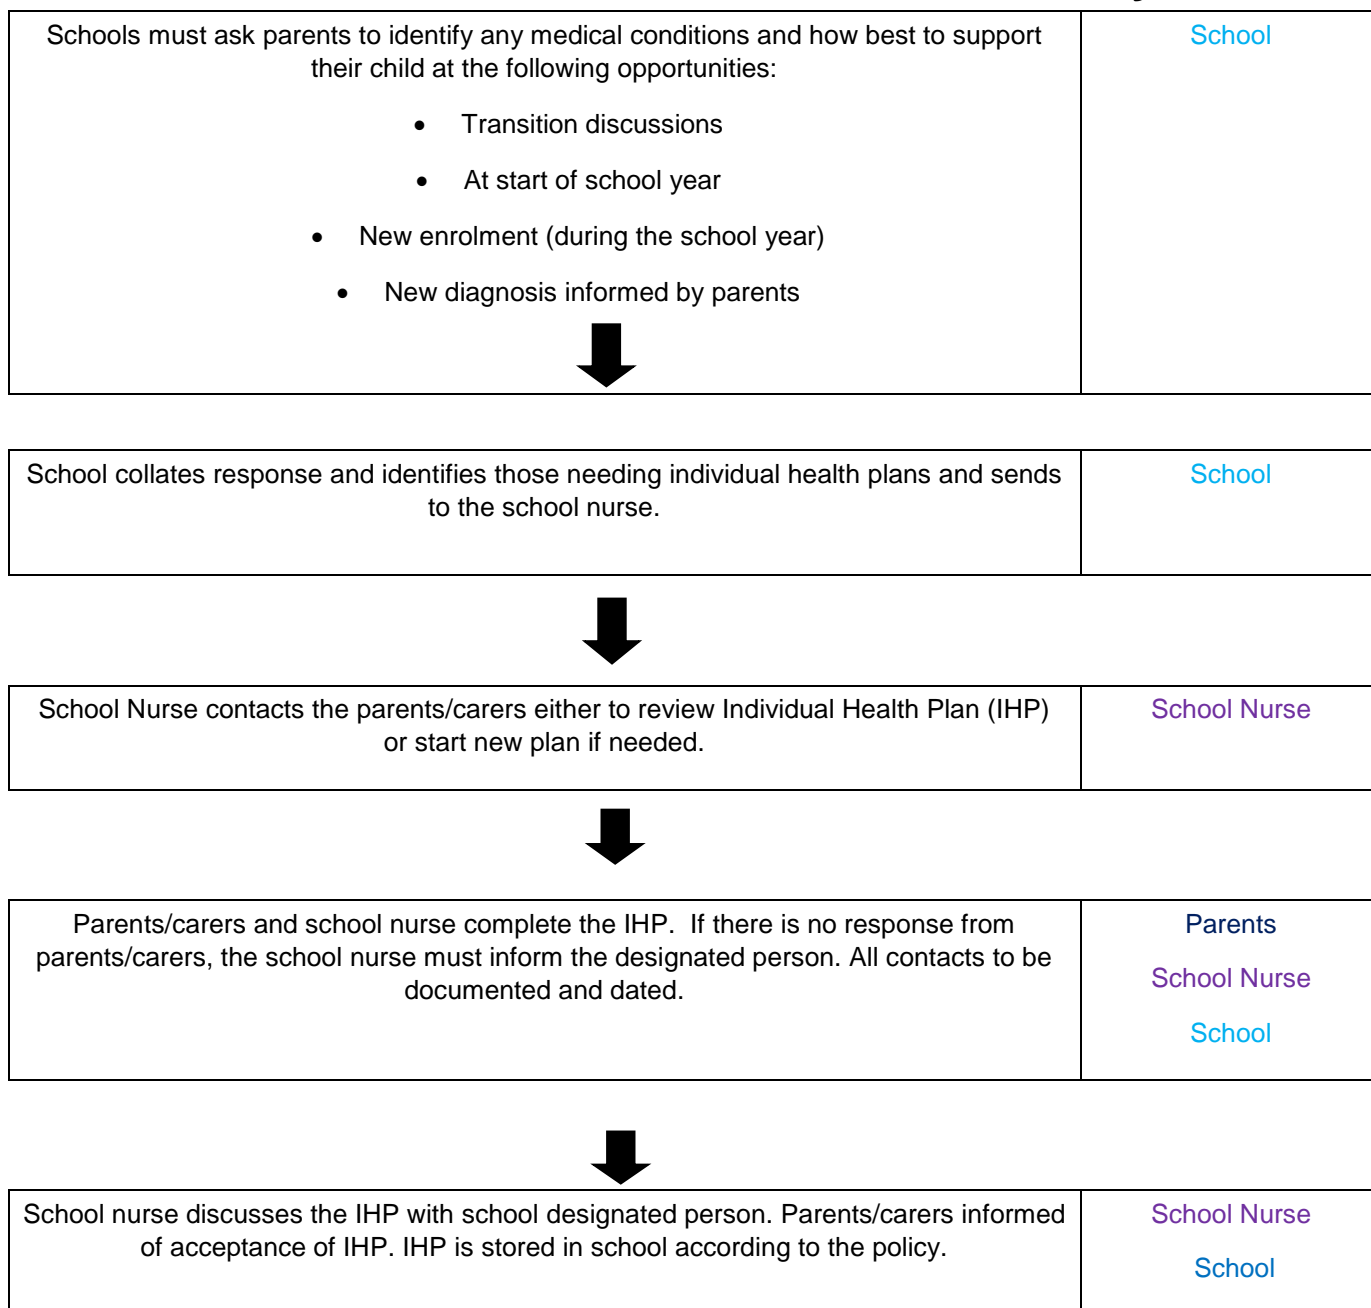 Schools must ask parents to identify any medical conditions and how best to support
their child at the following opportunities:
• Transition discussions
• At start of school year
• New enrolment (during the school year)
• New diagnosis informed by parents
School
School collates response and identifies those needing individual health plans and sends
to the school nurse.
School
School Nurse contacts the parents/carers either to review Individual Health Plan (IHP)
or start new plan if needed.
School Nurse
Parents/carers and school nurse complete the IHP.  If there is no response from
parents/carers, the school nurse must inform the designated person. All contacts to be
documented and dated.
Parents
School Nurse
School
School nurse discusses the IHP with school designated person. Parents/carers informed
of acceptance of IHP. IHP is stored in school according to the policy.
School Nurse
School